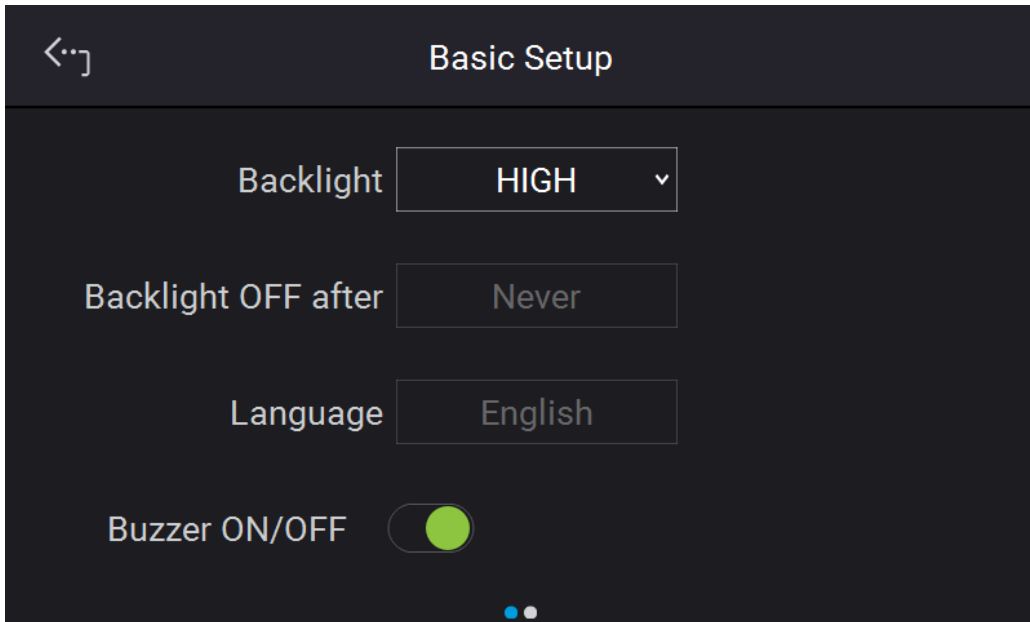 Basic Setup
Backlight HIGH
Backlight OFF after Never
Language English
Buzzer ON/OFF